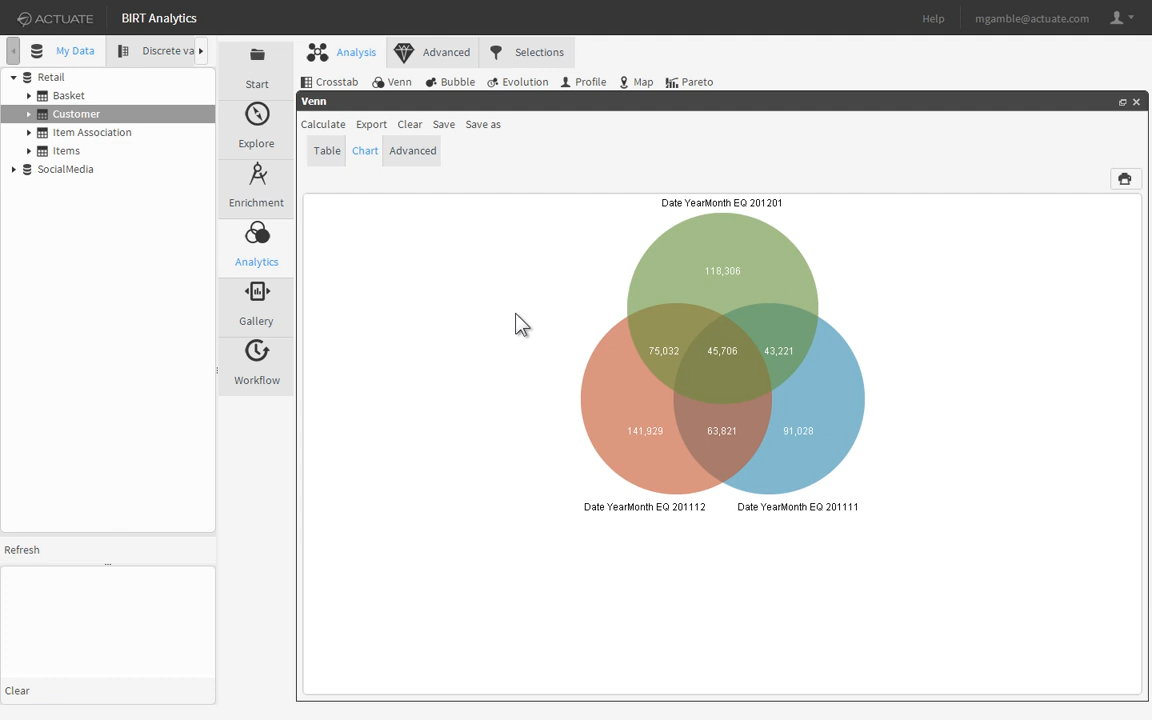 ACTUATE
BIRT Analytics
Help
mgamble@actuate.com
My Data
Discrete va
Retail
Basket
Customer
Item Association
Items
SocialMedia
Refresh
Clear
Start
Explore
Enrichment
Analytics
Gallery
Workflow
Analysis
Advanced
Selections
Crosstab
Venn
Bubble
Evolution
Profile
Map
Pareto
Venn
Calculate
Export
Clear
Save
Save as
Table
Chart
Advanced
Date YearMonth EQ 201201
118,306
75,032
45,706
43,221
141,929
63,821
91,028
Date YearMonth EQ 201112
Date YearMonth EQ 201111